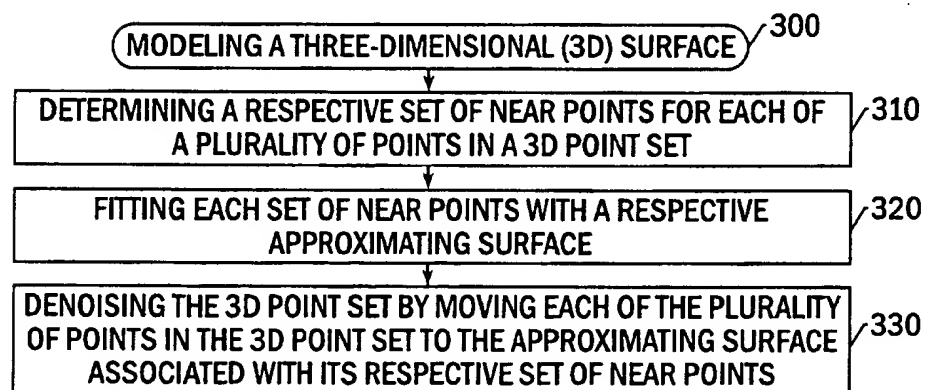 MODELING A THREE-DIMENSIONAL (3D) SURFACE 300
DETERMINING A RESPECTIVE SET OF NEAR POINTS FOR EACH OF 310
A PLURALITY OF POINTS IN A 3D POINT SET
FITTING EACH SET OF NEAR POINTS WITH A RESPECTIVE 320
APPROXIMATING SURFACE
DENOISING THE 3D POINT SET BY MOVING EACH OF THE PLURALITY
OF POINTS IN THE 3D POINT SET TO THE APPROXIMATING SURFACE 330
ASSOCIATED WITH ITS RESPECTIVE SET OF NEAR POINTS